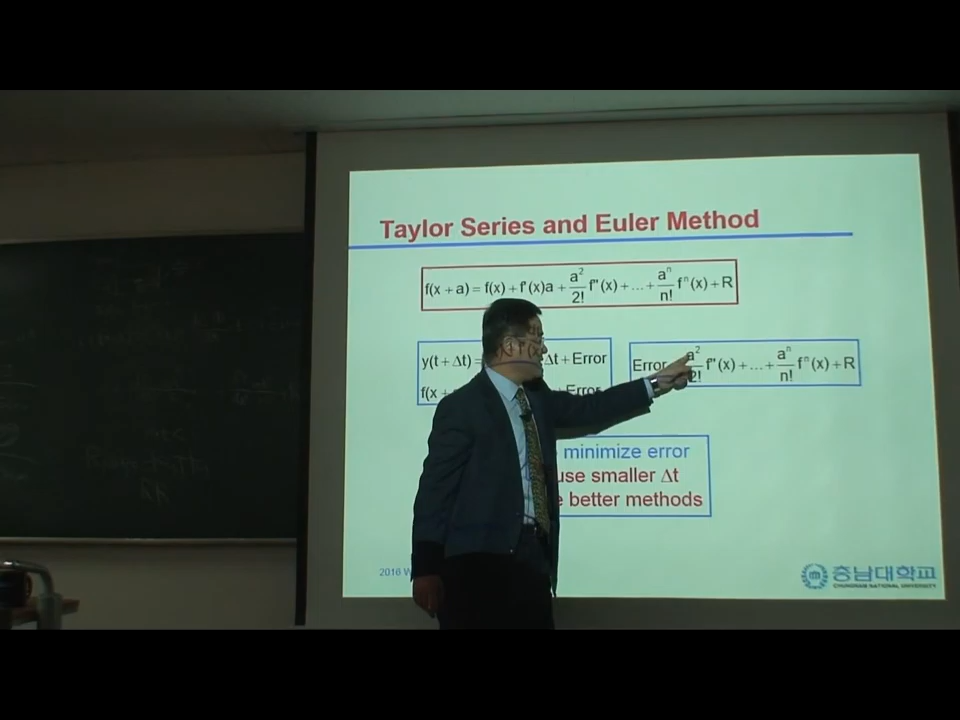 Taylor Series and Euler Method
f(x + a) = f(x) + f'(x)a + a²/2! f''(x) + ... + aⁿ/n! fⁿ(x) + R
y(t + Δt) = Δt + Error
f(x + Error
Error a²/2! f''(x) + ... + aⁿ/n! fⁿ(x) + R
minimize error
use smaller Δt
better methods
2016
충남대학교
CHUNGNAM NATIONAL UNIVERSITY